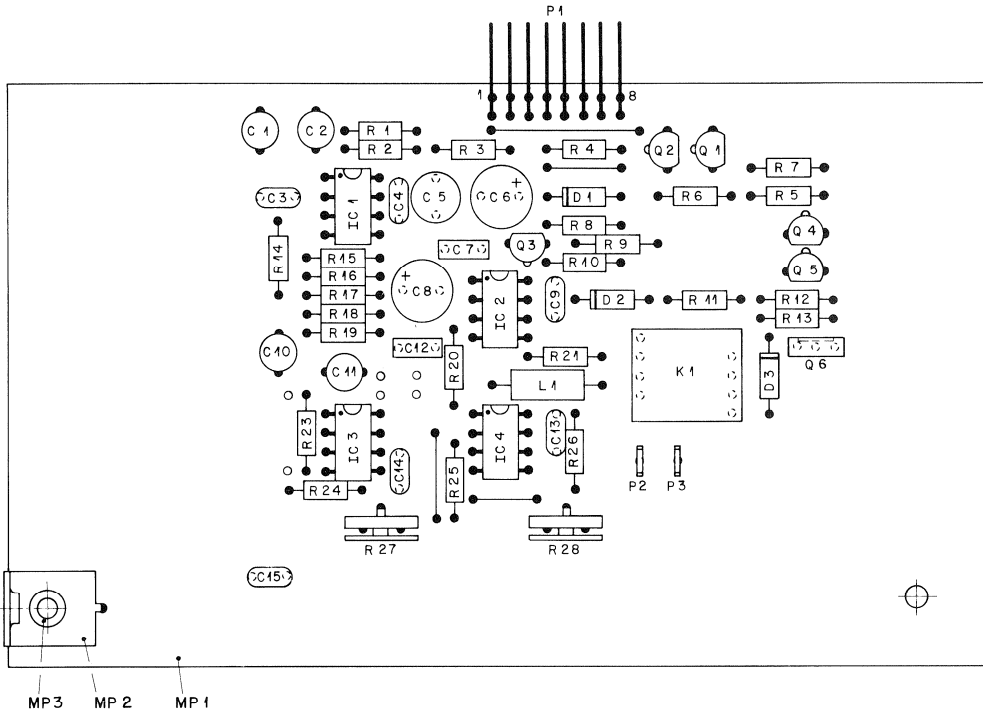 P1
1 8
C1 C2 R1 Q2 Q1
R2 R3 R4
R7
C3 C4 C5 C6 + D1 R6 R5
IC1
R8 Q4
R14 C7 Q3 R9
R15 R10 Q5
R16 + C8
R17 IC2 C9 D2 R11 R12
R18 R13
R19
C10 C12 R20 R21 Q6
C11 L1 K1 D3
R23 IC3 IC4 C13 R26
C14 R25
R24 P2 P3
R27 R28
C15
MP3 MP2 MP1